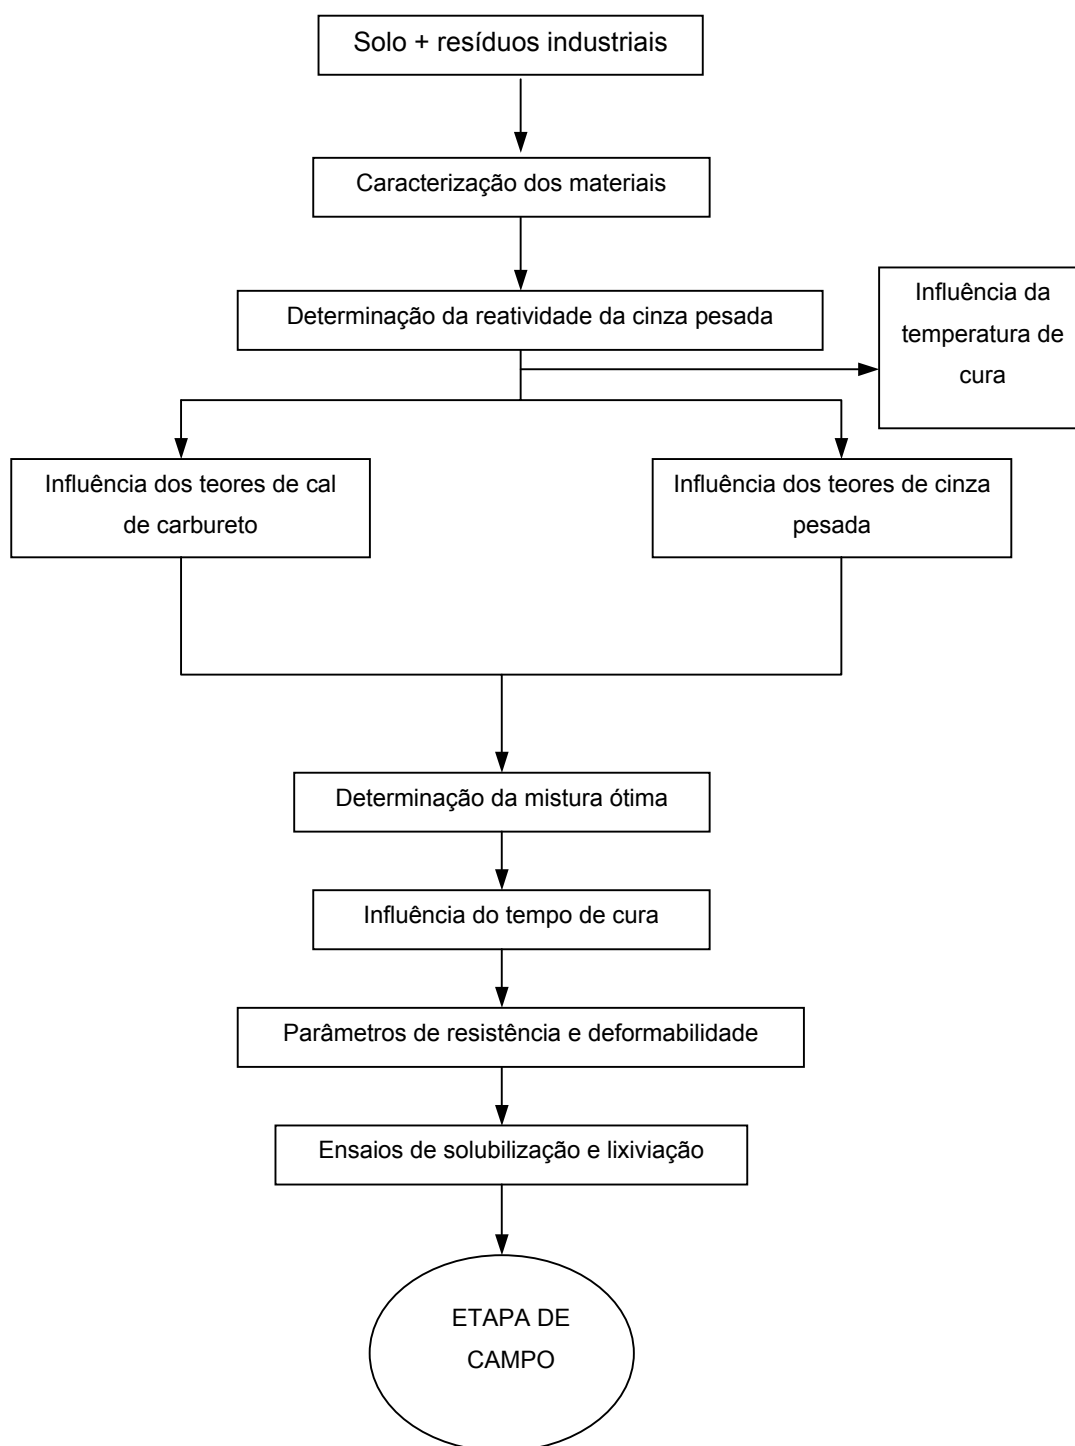 Solo + resíduos industriais
Caracterização dos materiais
Determinação da reatividade da cinza pesada
Influência da
temperatura de
cura
Influência dos teores de cal
de carbureto
Influência dos teores de cinza
pesada
Determinação da mistura ótima
Influência do tempo de cura
Parâmetros de resistência e deformabilidade
Ensaios de solubilização e lixiviação
ETAPA DE
CAMPO